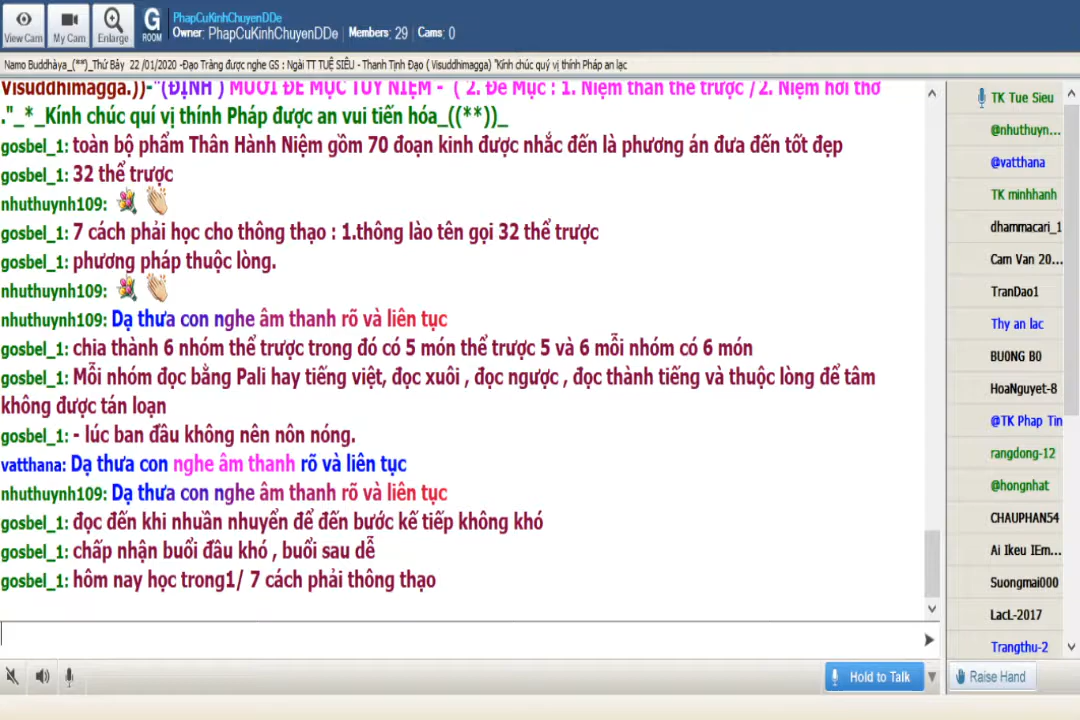 View Cam
My Cam
Enlarge
G
ROOM
PhapCuKinhChuyenDDe
Owner: PhapCuKinhChuyenDDe Members: 29 Cams: 0
Namo Buddhàya_(**)_Thứ Bảy 22 /01/2020 -Đạo Tràng được nghe GS : Ngài TT TUỆ SIÊU - Thanh Tịnh Đạo ( Visuddhimagga) "Kính chúc quý vị thính Pháp an lạc
Visuddhimagga.))-"(ĐỊNH ) MƯỜI ĐỀ MỤC TÙY NIỆM - ( 2. Đề Mục : 1. Niệm thân thể trược /2. Niệm hơi thở
."_*_Kính chúc quí vị thính Pháp được an vui tiến hóa_((**))_
gosbel_1: toàn bộ phẩm Thân Hành Niệm gồm 70 đoạn kinh được nhắc đến là phương án đưa đến tốt đẹp
gosbel_1: 32 thể trược
nhuthuynh109:
gosbel_1: 7 cách phải học cho thông thạo : 1.thông lào tên gọi 32 thể trược
gosbel_1: phương pháp thuộc lòng.
nhuthuynh109:
nhuthuynh109: Dạ thưa con nghe âm thanh rõ và liên tục
gosbel_1: chia thành 6 nhóm thể trược trong đó có 5 món thể trược 5 và 6 mỗi nhóm có 6 món
gosbel_1: Mỗi nhóm đọc bằng Pali hay tiếng việt, đọc xuôi , đọc ngược , đọc thành tiếng và thuộc lòng để tâm
không được tán loạn
gosbel_1: - lúc ban đầu không nên nôn nóng.
vatthana: Dạ thưa con nghe âm thanh rõ và liên tục
nhuthuynh109: Dạ thưa con nghe âm thanh rõ và liên tục
gosbel_1: đọc đến khi nhuần nhuyển để đến bước kế tiếp không khó
gosbel_1: chấp nhận buổi đầu khó , buổi sau dễ
gosbel_1: hôm nay học trong1/ 7 cách phải thông thạo
TK Tue Sieu
@nhuthuyn...
@vatthana
TK minhhanh
dhammacari_1
Cam Van 20...
TranDao1
Thy an lac
BU0NG B0
HoaNguyet-8
@TK Phap Tin
rangdong-12
@hongnhat
CHAUPHAN54
Ai Ikeu IEm...
Suongmai000
LacL-2017
Trangthu-2
Hold to Talk
Raise Hand